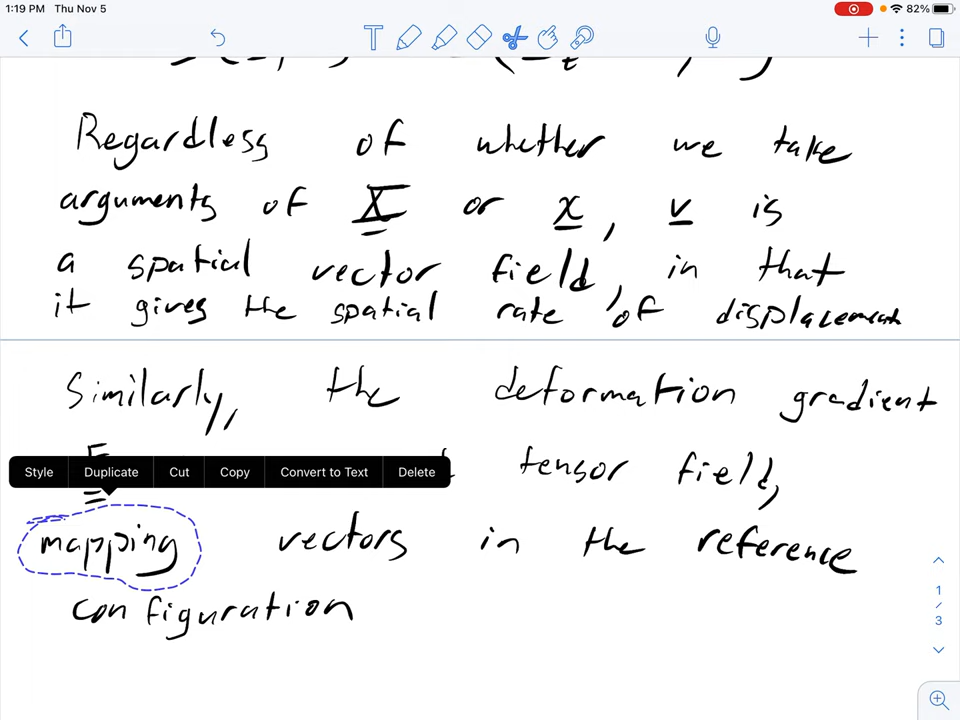 1:19 PM Thu Nov 5 82%
Regardless of whether we take
arguments of X or x, v is
a spatial vector field, in that
it gives the spatial rate of displacement
Similarly, the deformation gradient
F tensor field,
Style Duplicate Cut Copy Convert to Text Delete
mapping vectors in the reference
configuration
1
/
3